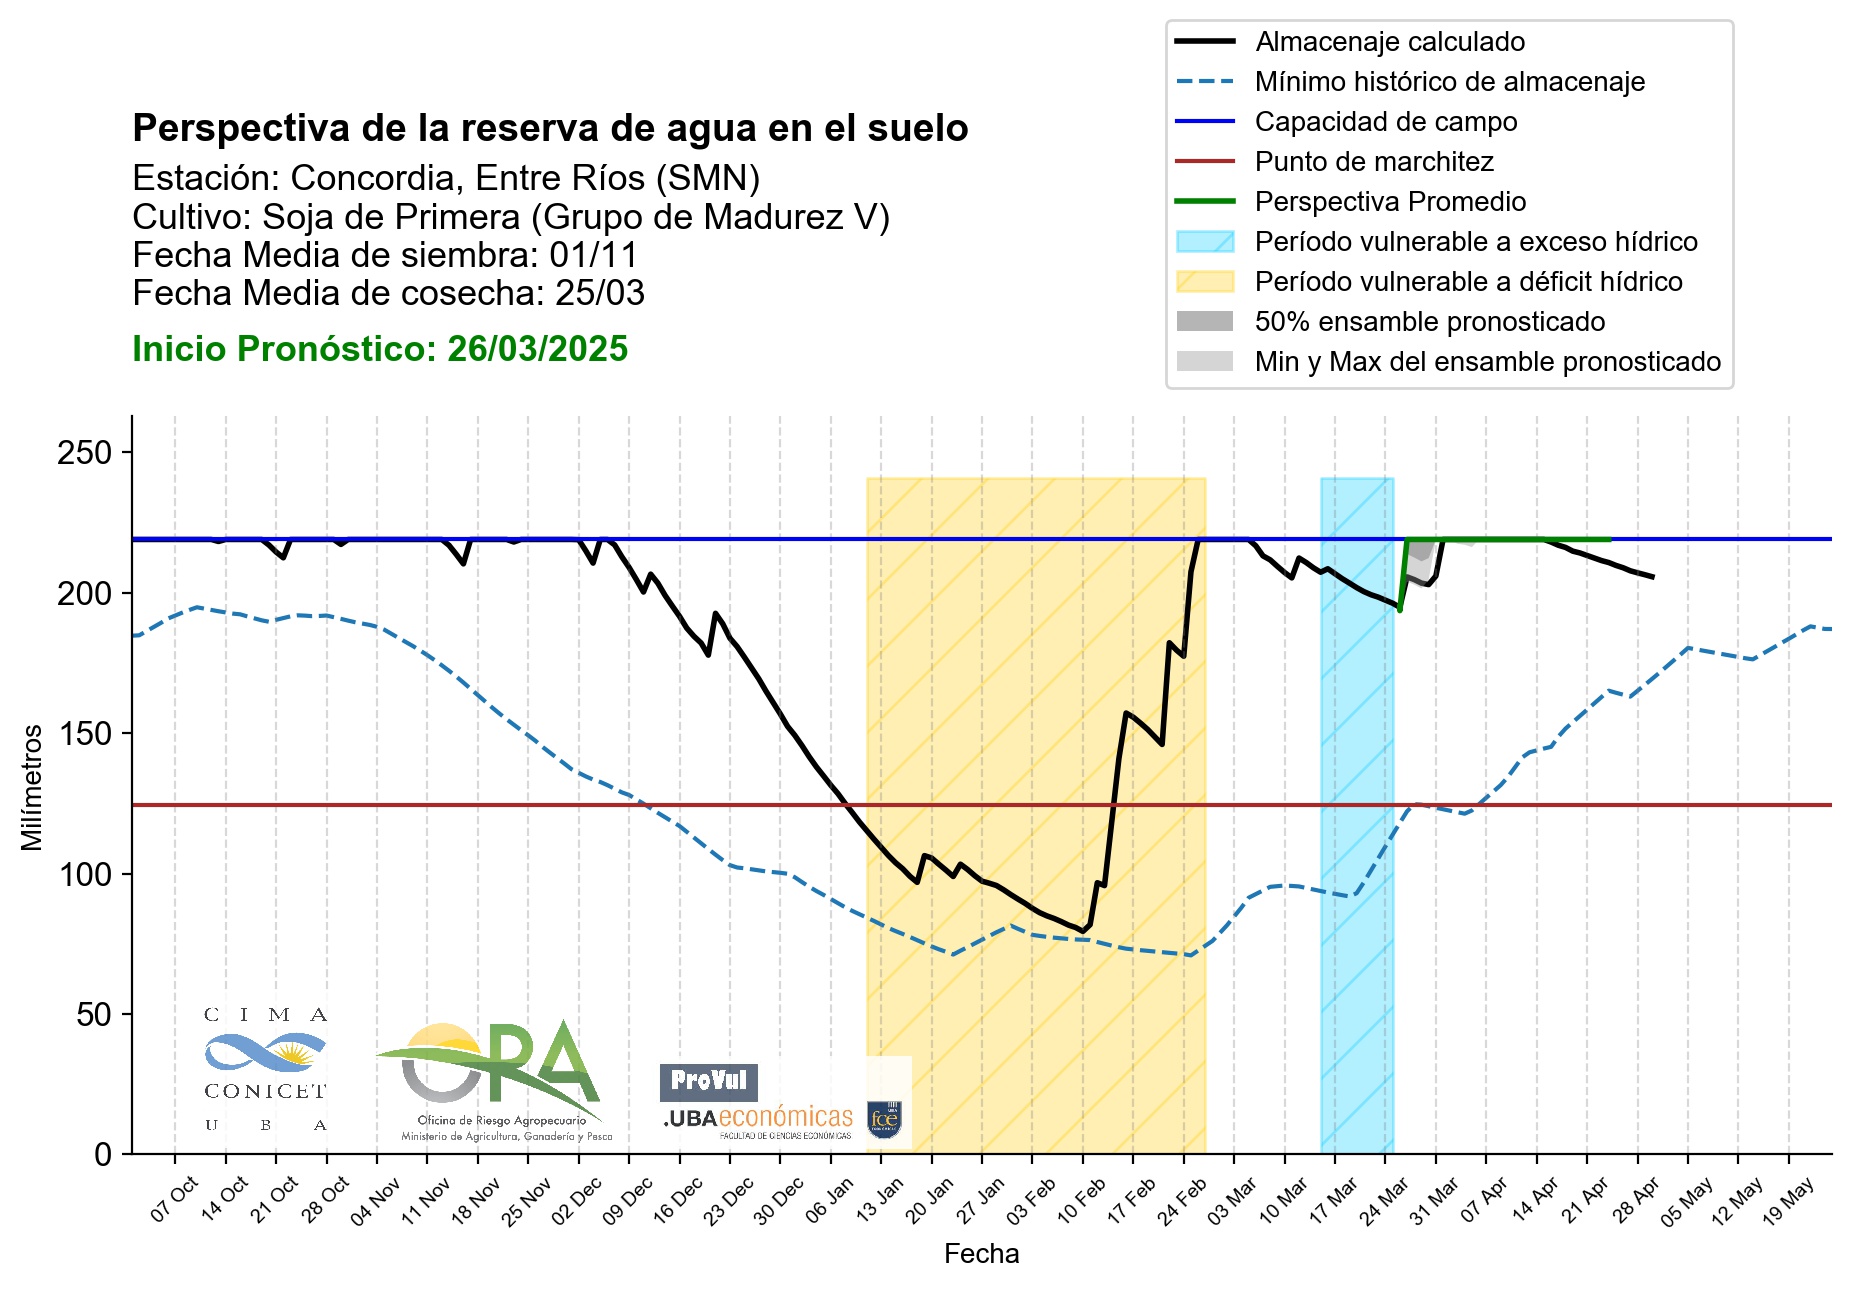 Almacenaje calculado
Mínimo histórico de almacenaje
Capacidad de campo
Punto de marchitez
Perspectiva Promedio
Período vulnerable a exceso hídrico
Período vulnerable a déficit hídrico
50% ensamble pronosticado
Min y Max del ensamble pronosticado
Perspectiva de la reserva de agua en el suelo
Estación: Concordia, Entre Ríos (SMN)
Cultivo: Soja de Primera (Grupo de Madurez V)
Fecha Media de siembra: 01/11
Fecha Media de cosecha: 25/03
Inicio Pronóstico: 26/03/2025
Milímetros
250
200
150
100
50
0
C I M A
CONICET
U B A
OPA
Oficina de Riesgo Agropecuario
Ministerio de Agricultura, Ganadería y Pesca
ProVul
.UBAeconómicas
FACULTAD DE CIENCIAS ECONÓMICAS
UBA
fce
07 Oct
14 Oct
21 Oct
28 Oct
04 Nov
11 Nov
18 Nov
25 Nov
02 Dec
09 Dec
16 Dec
23 Dec
30 Dec
06 Jan
13 Jan
20 Jan
27 Jan
03 Feb
10 Feb
17 Feb
24 Feb
03 Mar
10 Mar
17 Mar
24 Mar
31 Mar
07 Apr
14 Apr
21 Apr
28 Apr
05 May
12 May
19 May
Fecha